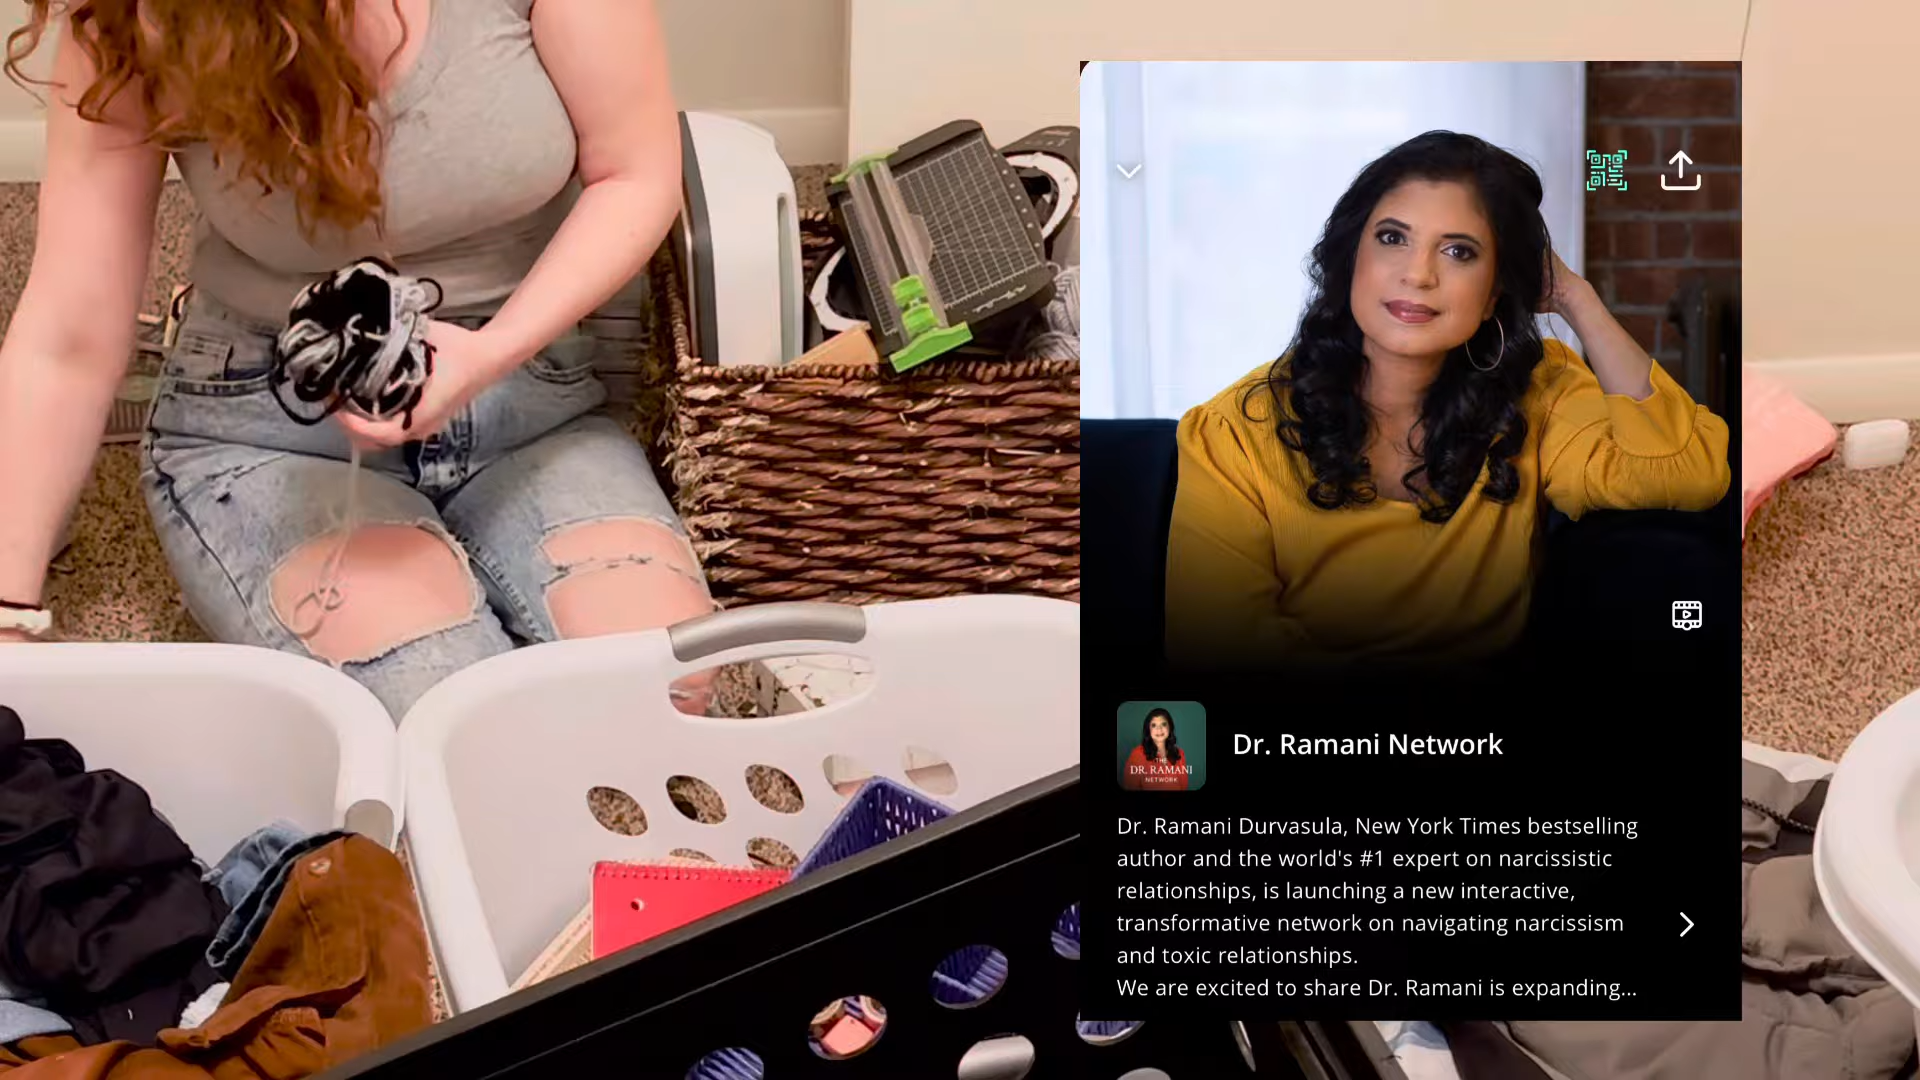 Dr. Ramani Network
THE
DR. RAMANI
NETWORK
Dr. Ramani Durvasula, New York Times bestselling
author and the world's #1 expert on narcissistic
relationships, is launching a new interactive,
transformative network on navigating narcissism
and toxic relationships.
We are excited to share Dr. Ramani is expanding...